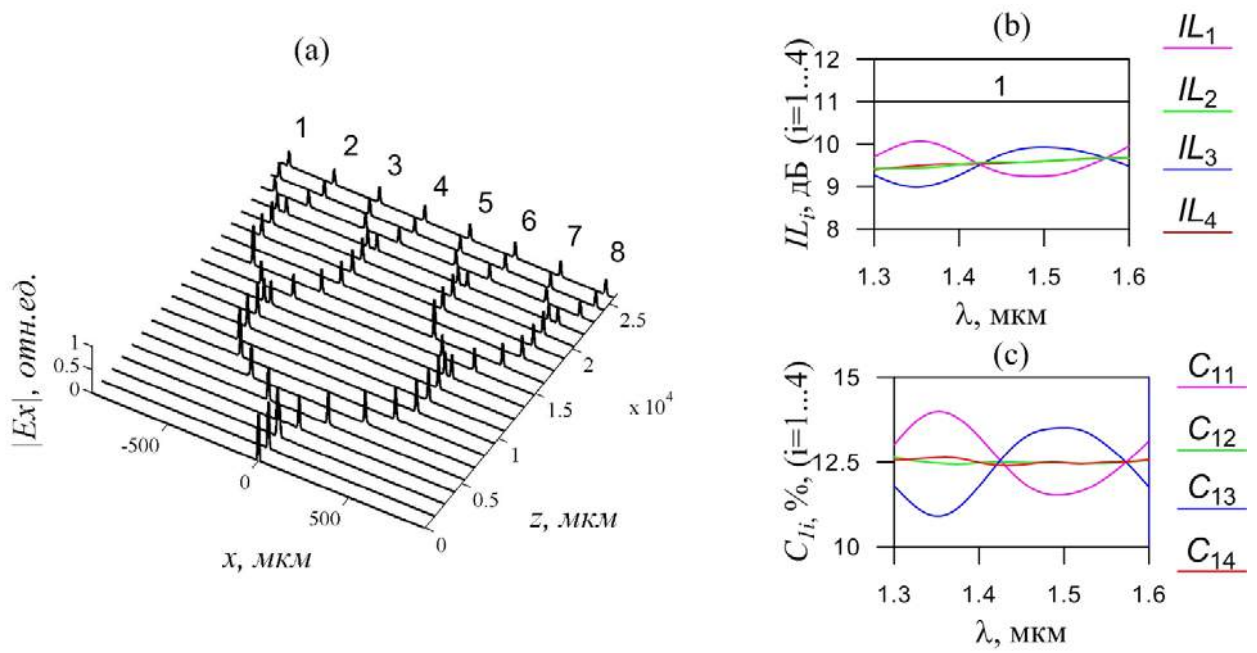 (a)
1
2
3
4
5
6
7
8
|Ex|, отн.ед.
1
0.5
0
-500
0
500
x, мкм
0
0.5
1
1.5
2
2.5
x 10⁴
z, мкм
(b)
IL₁
IL₂
IL₃
IL₄
ILᵢ, дБ (i=1...4)
12
11
10
9
8
1
1.3
1.4
1.5
1.6
λ, мкм
(c)
C₁₁
C₁₂
C₁₃
C₁₄
C₁ᵢ, %, (i=1...4)
15
12.5
10
1.3
1.4
1.5
1.6
λ, мкм